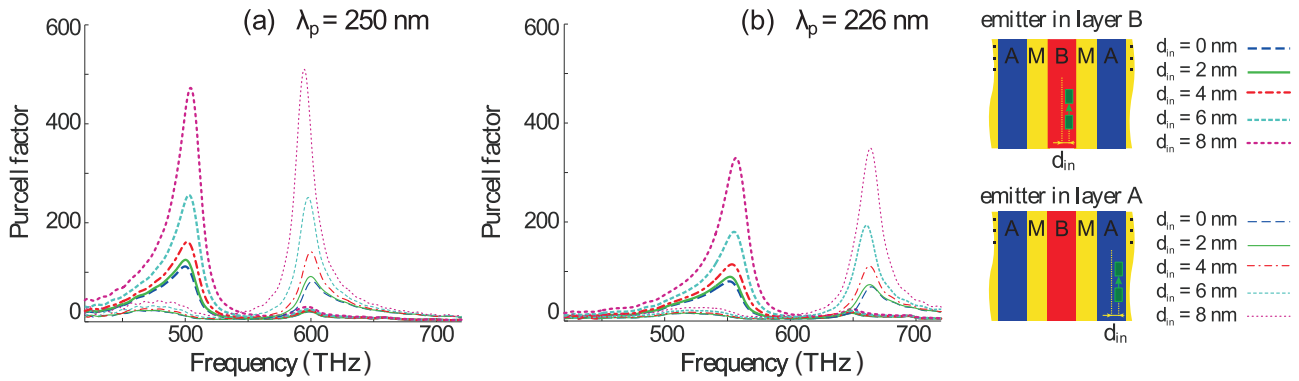 (a) λp = 250 nm
Purcell factor
600
400
200
0
500
600
700
Frequency (THz)
(b) λp = 226 nm
Purcell factor
600
400
200
0
500
600
700
Frequency (THz)
emitter in layer B
A M B M A
din
din = 0 nm
din = 2 nm
din = 4 nm
din = 6 nm
din = 8 nm
emitter in layer A
A M B M A
din
din = 0 nm
din = 2 nm
din = 4 nm
din = 6 nm
din = 8 nm